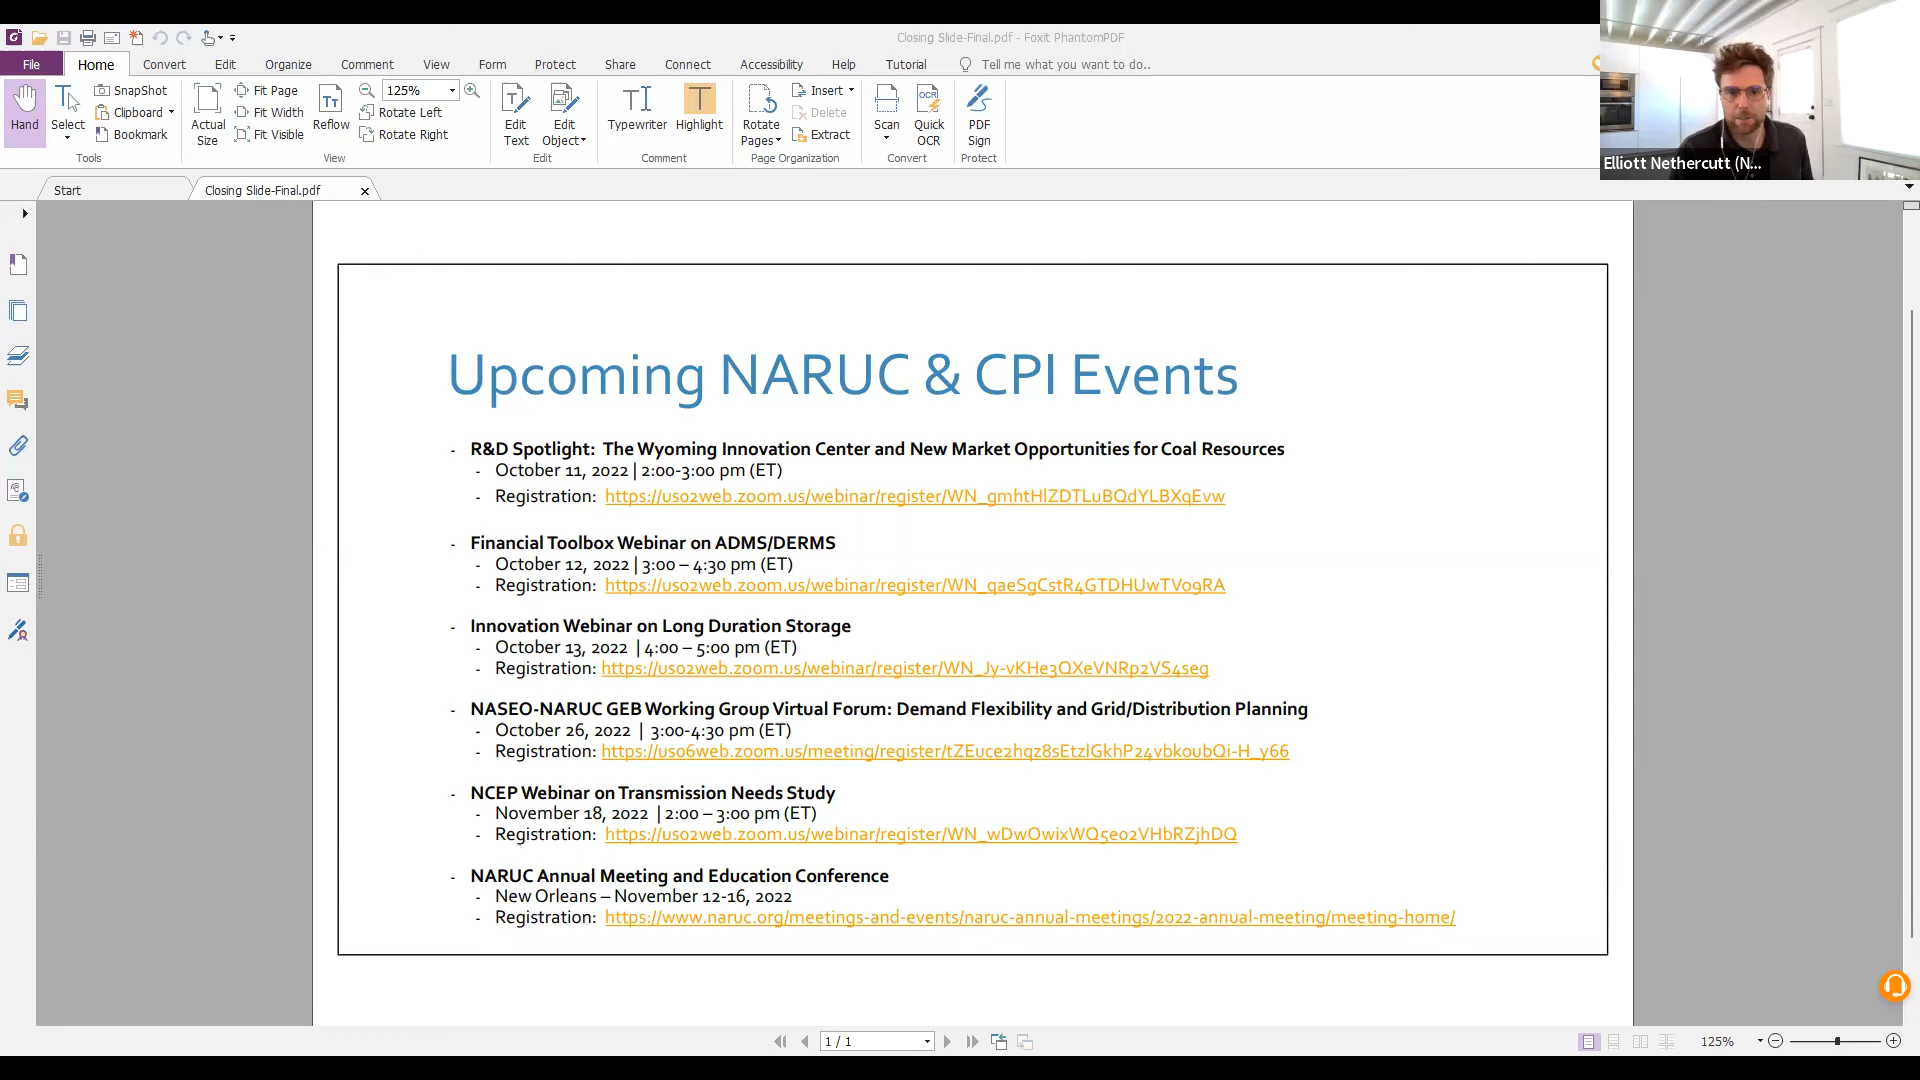 Closing Slide-Final.pdf - Foxit PhantomPDF
File Home Convert Edit Organize Comment View Form Protect Share Connect Accessibility Help Tutorial Tell me what you want to do..
Hand
Select
SnapShot
Clipboard
Bookmark
Tools
Actual Size
Fit Page
Fit Width
Fit Visible
Reflow
125%
Rotate Left
Rotate Right
View
Edit Text
Edit Object
Edit
Typewriter
Highlight
Comment
Rotate Pages
Insert
Delete
Extract
Page Organization
Scan
Quick OCR
Convert
PDF Sign
Protect
Elliott Nethercutt (N...
Start
Closing Slide-Final.pdf
Upcoming NARUC & CPI Events
- R&D Spotlight: The Wyoming Innovation Center and New Market Opportunities for Coal Resources
- October 11, 2022 | 2:00-3:00 pm (ET)
- Registration: https://us02web.zoom.us/webinar/register/WN_gmhtHlZDTLuBQdYLBXqEvw
- Financial Toolbox Webinar on ADMS/DERMS
- October 12, 2022 | 3:00 – 4:30 pm (ET)
- Registration: https://us02web.zoom.us/webinar/register/WN_qaeSgCstR4GTDHUwTVo9RA
- Innovation Webinar on Long Duration Storage
- October 13, 2022 | 4:00 – 5:00 pm (ET)
- Registration: https://us02web.zoom.us/webinar/register/WN_Jy-vKHe3QXeVNRp2VS4seg
- NASEO-NARUC GEB Working Group Virtual Forum: Demand Flexibility and Grid/Distribution Planning
- October 26, 2022 | 3:00-4:30 pm (ET)
- Registration: https://us06web.zoom.us/meeting/register/tZEuce2hqz8sEtzlGkhP24vbkoubQi-H_y66
- NCEP Webinar on Transmission Needs Study
- November 18, 2022 | 2:00 – 3:00 pm (ET)
- Registration: https://us02web.zoom.us/webinar/register/WN_wDwOwixWQ5eo2VHbRZjhDQ
- NARUC Annual Meeting and Education Conference
- New Orleans – November 12-16, 2022
- Registration: https://www.naruc.org/meetings-and-events/naruc-annual-meetings/2022-annual-meeting/meeting-home/
1 / 1
125%